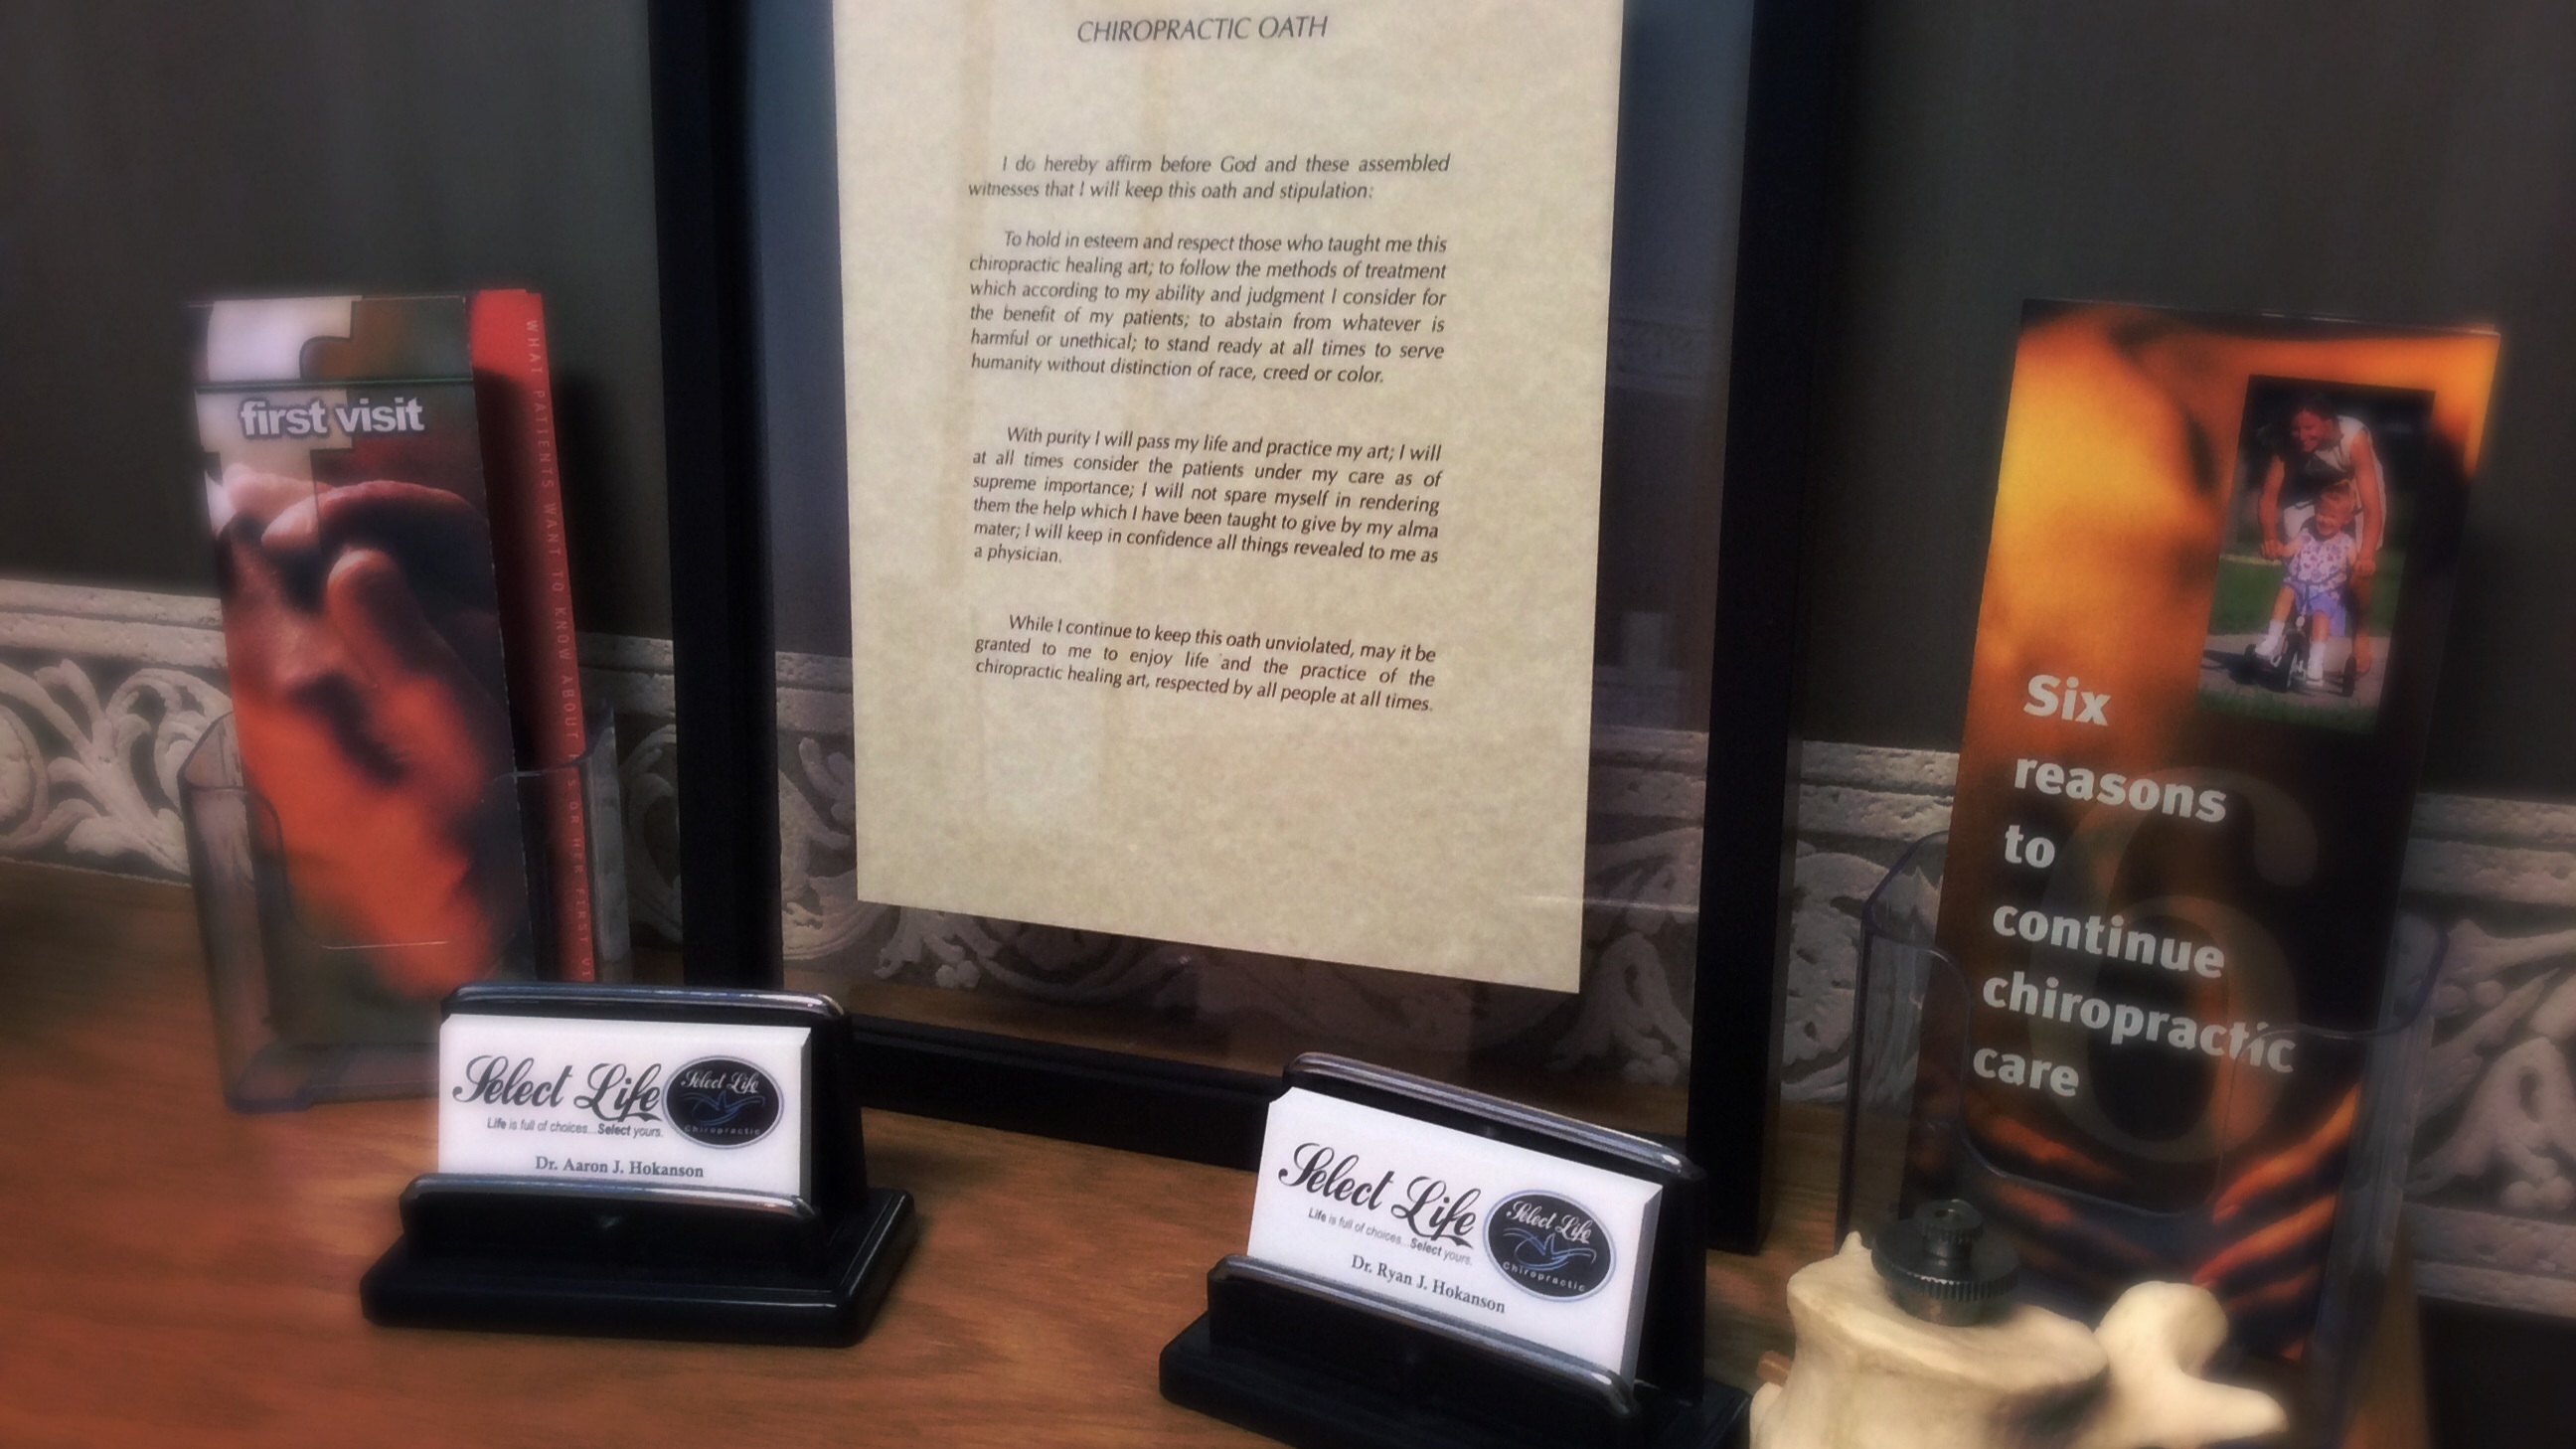 CHIROPRACTIC OATH
I do hereby affirm before God and these assembled
witnesses that I will keep this oath and stipulation:
To hold in esteem and respect those who taught me this
chiropractic healing art; to follow the methods of treatment
which according to my ability and judgment I consider for
the benefit of my patients; to abstain from whatever is
harmful or unethical; to stand ready at all times to serve
humanity without distinction of race, creed or color.
With purity I will pass my life and practice my art; I will
at all times consider the patients under my care as of
supreme importance; I will not spare myself in rendering
them the help which I have been taught to give by my alma
mater; I will keep in confidence all things revealed to me as
a physician.
While I continue to keep this oath unviolated, may it be
granted to me to enjoy life and the practice of the
chiropractic healing art, respected by all people at all times.
first visit
WHAT PATIENTS WANT TO KNOW ABOUT HIS OR HER FIRST VI
Six
reasons
to
continue
chiropractic
care
6
Select Life
Life is full of choices...Select yours.
Dr. Aaron J. Hokanson
Select Life
Chiropractic
Select Life
Life is full of choices...Select yours.
Dr. Ryan J. Hokanson
Select Life
Chiropractic